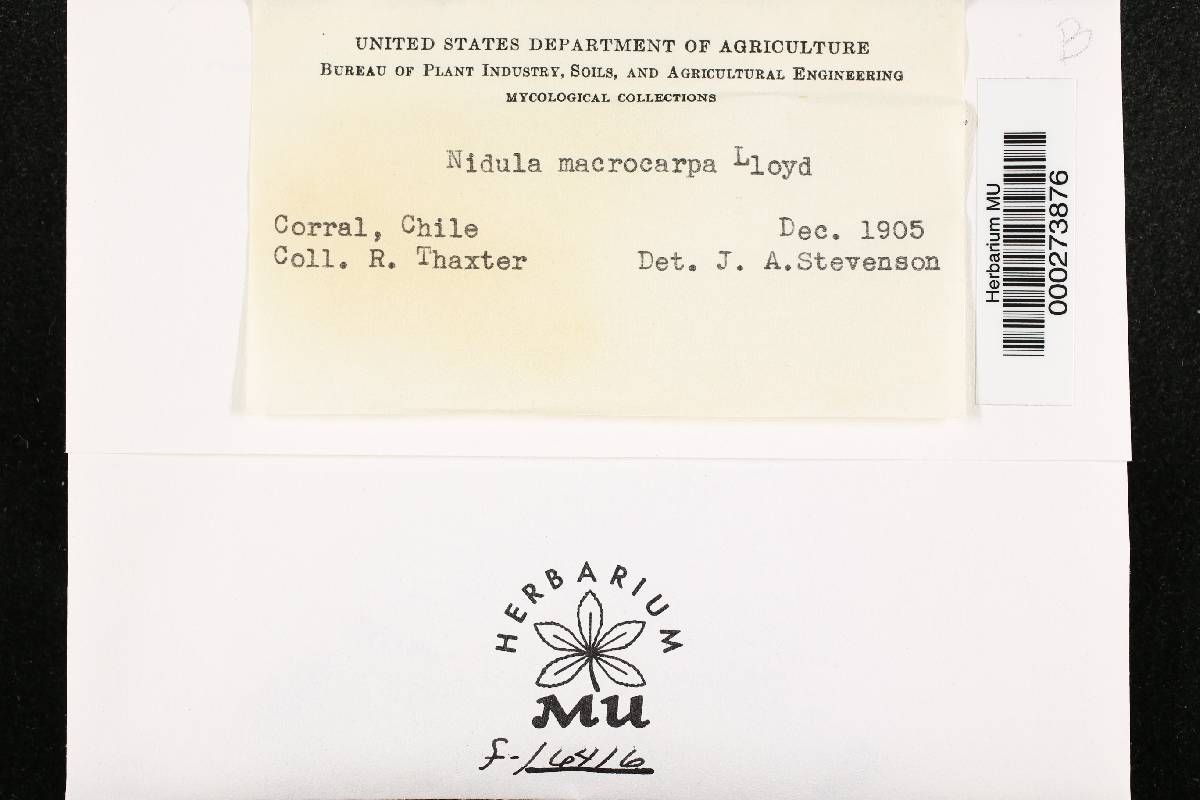 UNITED STATES DEPARTMENT OF AGRICULTURE
BUREAU OF PLANT INDUSTRY, SOILS, AND AGRICULTURAL ENGINEERING
MYCOLOGICAL COLLECTIONS
Nidula macrocarpa Lloyd
Corral, Chile Dec. 1905
Coll. R. Thaxter Det. J. A.Stevenson
B
Herbarium MU
000273876
HERBARIUM
MU
f-16416